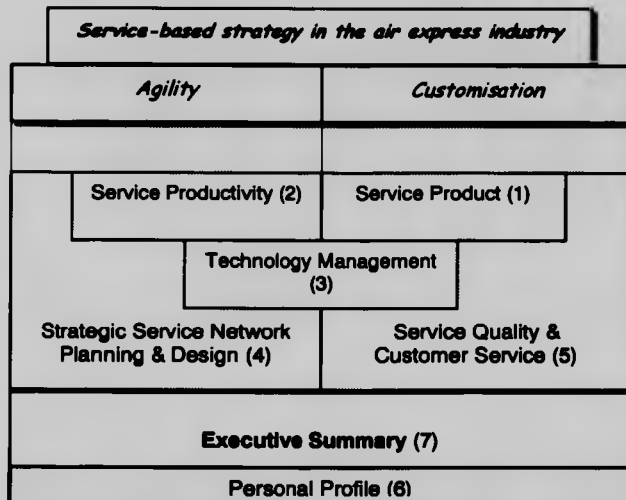 Service-based strategy in the air express industry
Agility
Customisation
Service Productivity (2)
Service Product (1)
Technology Management
(3)
Strategic Service Network
Planning & Design (4)
Service Quality &
Customer Service (5)
Executive Summary (7)
Personal Profile (6)